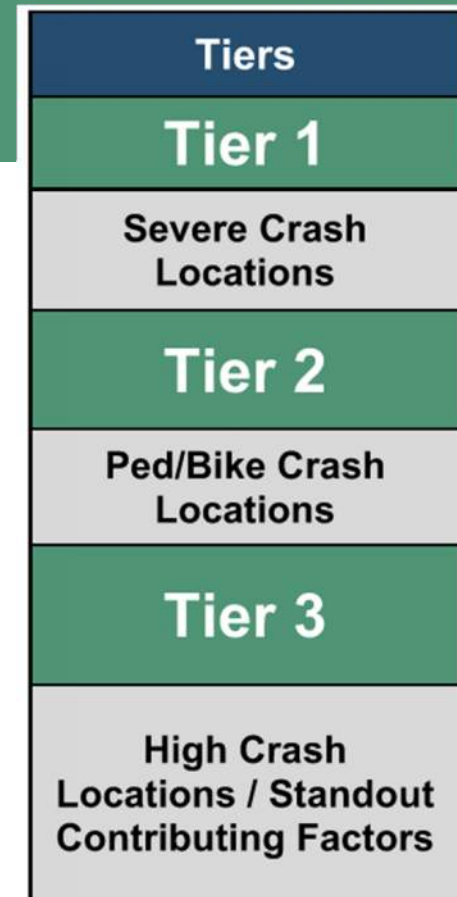 Tiers
Tier 1
Severe Crash
Locations
Tier 2
Ped/Bike Crash
Locations
Tier 3
High Crash
Locations / Standout
Contributing Factors